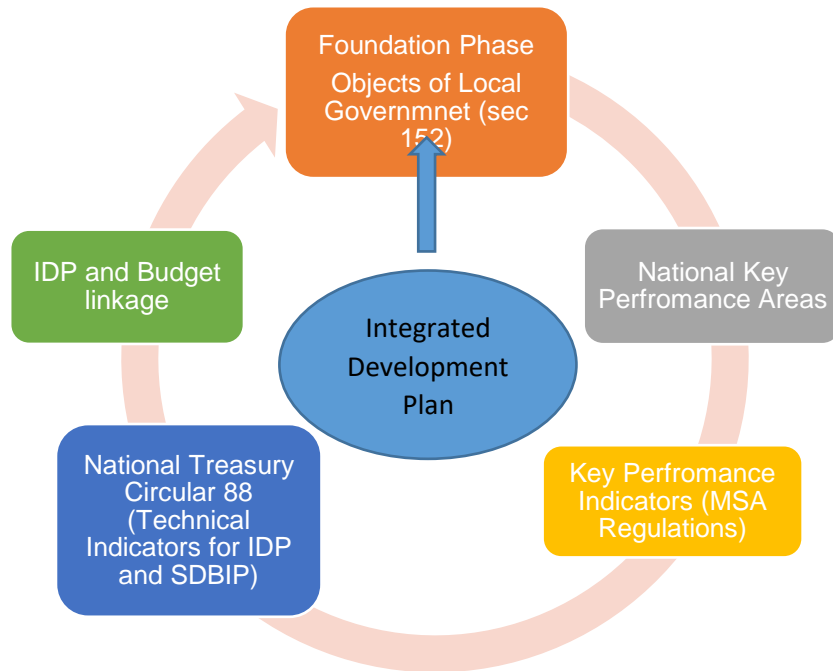 Foundation Phase
Objects of Local
Governmnet (sec
152)
National Key
Perfromance Areas
Key Perfromance
Indicators (MSA
Regulations)
National Treasury
Circular 88
(Technical
Indicators for IDP
and SDBIP)
IDP and Budget
linkage
Integrated
Development
Plan